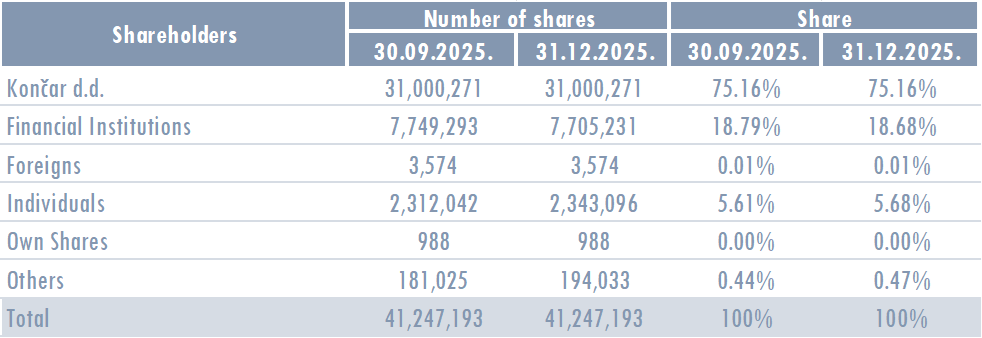 Shareholders Number of shares Share
30.09.2025. 31.12.2025. 30.09.2025. 31.12.2025.
Končar d.d. 31,000,271 31,000,271 75.16% 75.16%
Financial Institutions 7,749,293 7,705,231 18.79% 18.68%
Foreigns 3,574 3,574 0.01% 0.01%
Individuals 2,312,042 2,343,096 5.61% 5.68%
Own Shares 988 988 0.00% 0.00%
Others 181,025 194,033 0.44% 0.47%
Total 41,247,193 41,247,193 100% 100%